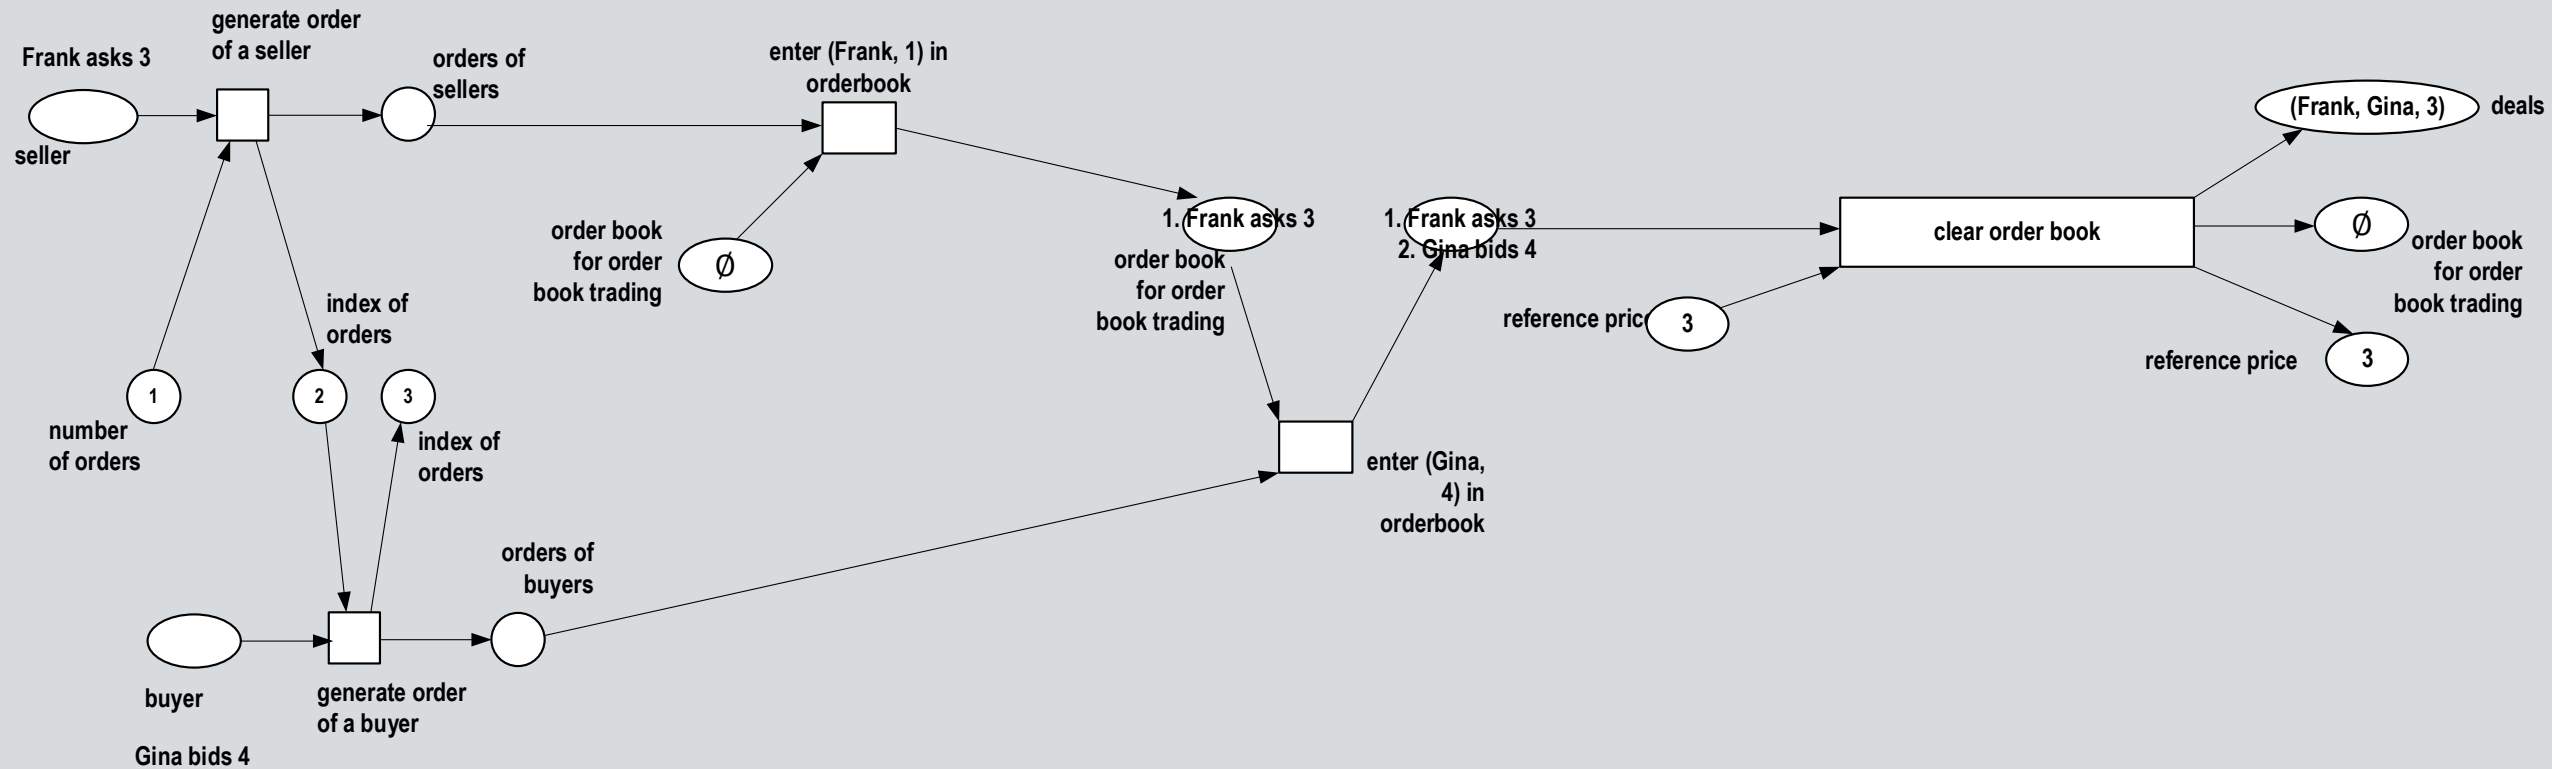 generate order
of a seller
Frank asks 3
seller
orders of
sellers
enter (Frank, 1) in
orderbook
order book
for order
book trading
Ø
1. Frank asks 3
order book
for order
book trading
1. Frank asks 3
2. Gina bids 4
reference price
3
clear order book
(Frank, Gina, 3)
deals
Ø
order book
for order
book trading
reference price
3
index of
orders
1
2
3
number
of orders
index of
orders
enter (Gina,
4) in
orderbook
orders of
buyers
buyer
generate order
of a buyer
Gina bids 4